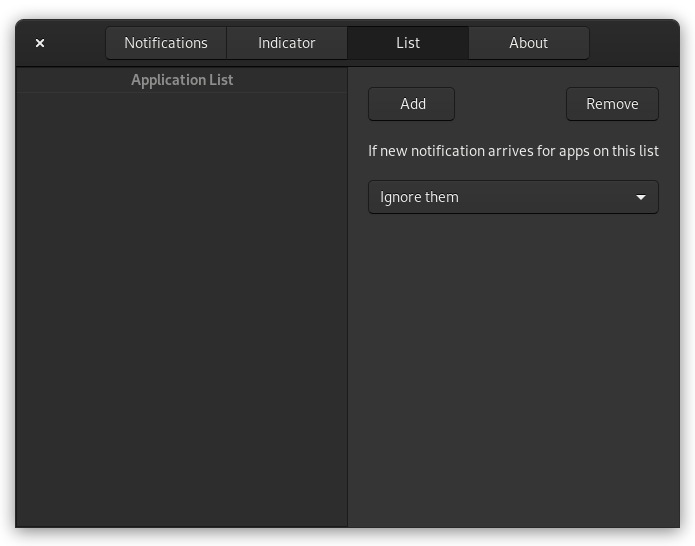 Notifications Indicator List About
Application List
Add Remove
If new notification arrives for apps on this list
Ignore them